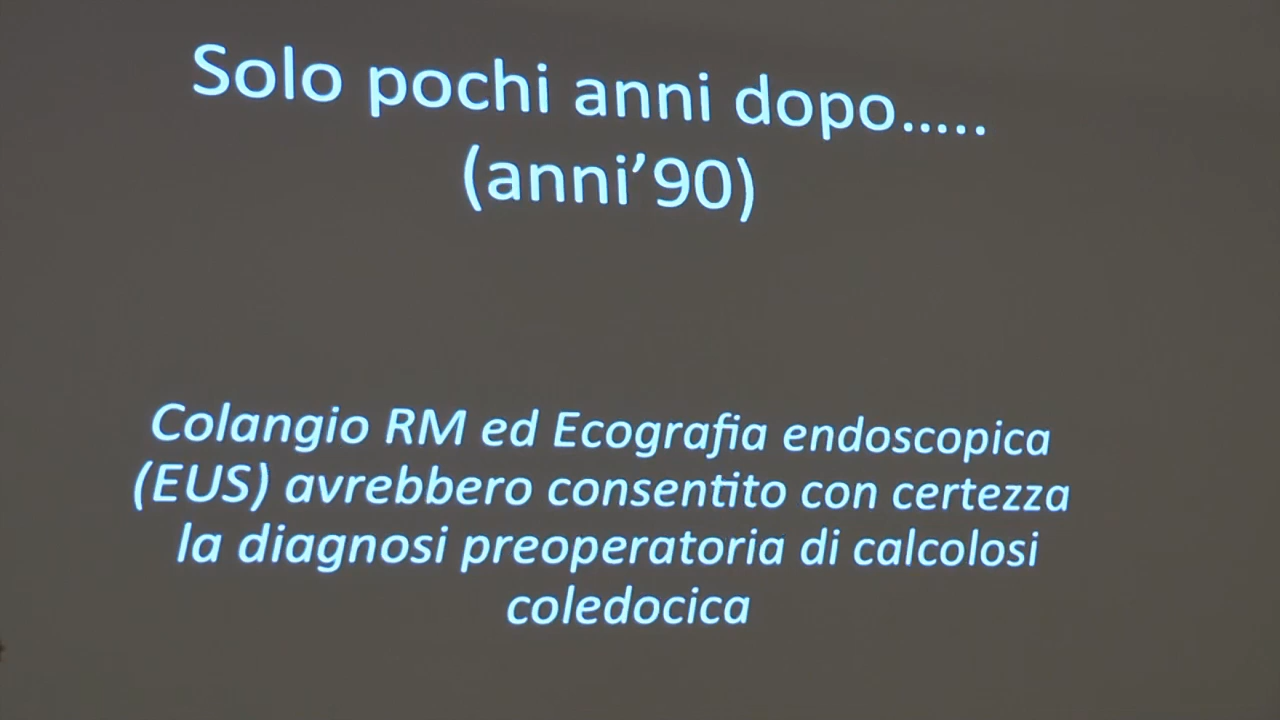 Solo pochi anni dopo.....
(anni’90)
Colangio RM ed Ecografia endoscopica
(EUS) avrebbero consentito con certezza
la diagnosi preoperatoria di calcolosi
coledocica